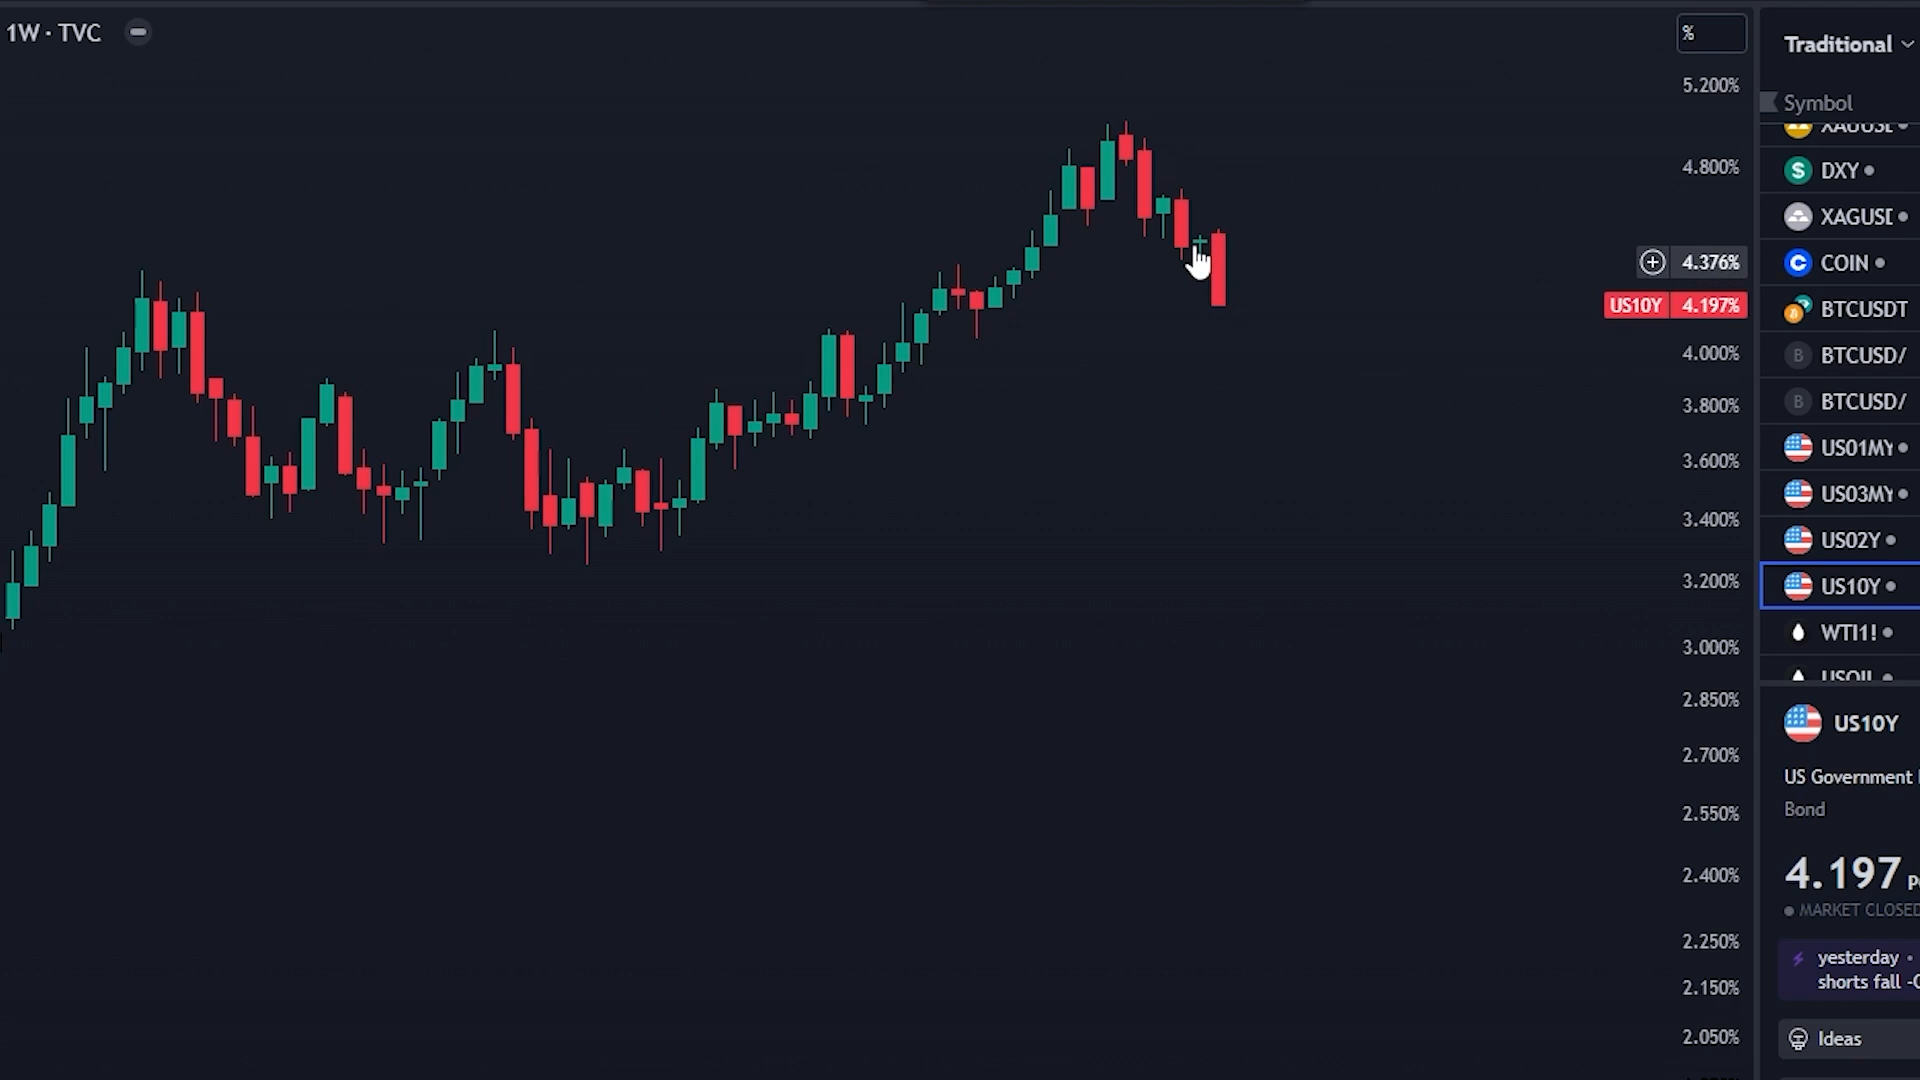 1W · TVC
%
5.200%
4.800%
4.376%
US10Y 4.197%
4.000%
3.800%
3.600%
3.400%
3.200%
3.000%
2.850%
2.700%
2.550%
2.400%
2.250%
2.150%
2.050%
Traditional
Symbol
XAUUSD
DXY
XAGUSD
COIN
BTCUSDT
BTCUSD/
BTCUSD/
US01MY
US03MY
US02Y
US10Y
WTI1!
USOIL
US10Y
US Government
Bond
4.197
MARKET CLOSED
yesterday ·
shorts fall
Ideas